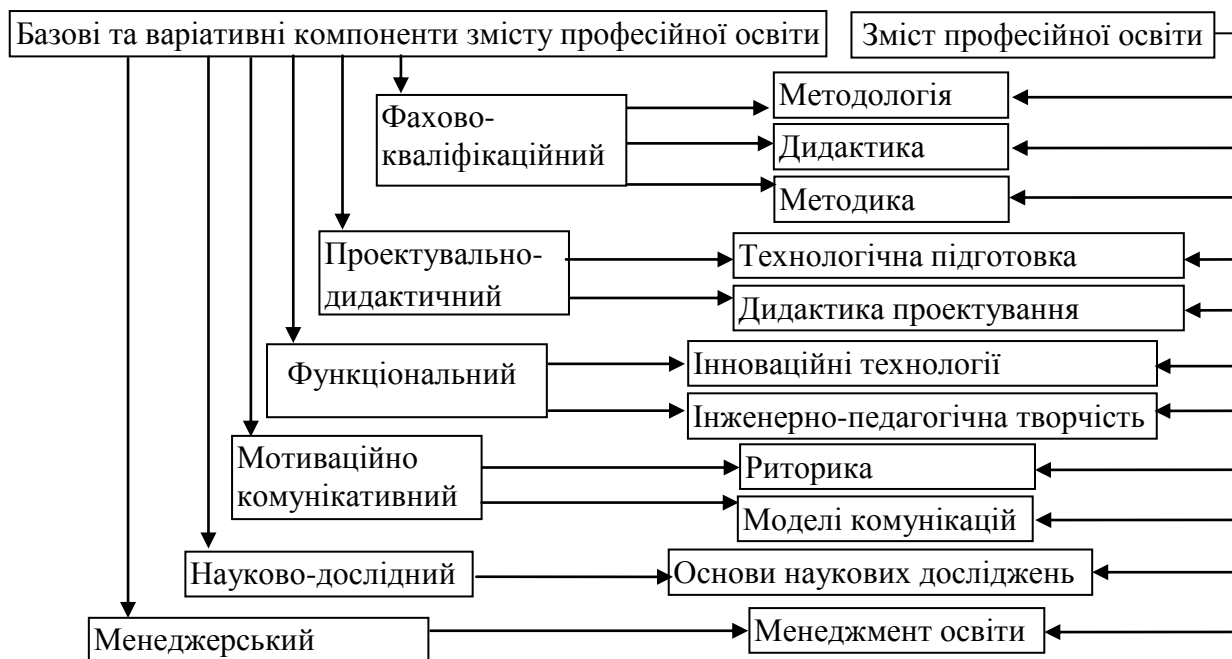 Базові та варіативні компоненти змісту професійної освіти
Зміст професійної освіти
Фахово-
кваліфікаційний
Методологія
Дидактика
Методика
Проектувально-
дидактичний
Технологічна підготовка
Дидактика проектування
Функціональний
Інноваційні технології
Інженерно-педагогічна творчість
Мотиваційно
комунікативний
Риторика
Моделі комунікацій
Науково-дослідний
Основи наукових досліджень
Менеджерський
Менеджмент освіти